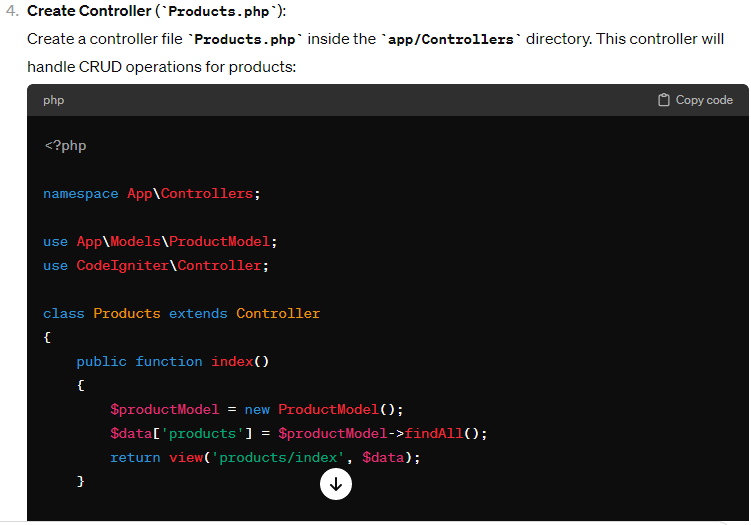 4. Create Controller (`Products.php`):
Create a controller file `Products.php` inside the `app/Controllers` directory. This controller will
handle CRUD operations for products:
php Copy code
<?php
namespace App\Controllers;
use App\Models\ProductModel;
use CodeIgniter\Controller;
class Products extends Controller
{
    public function index()
    {
        $productModel = new ProductModel();
        $data['products'] = $productModel->findAll();
        return view('products/index', $data);
    }